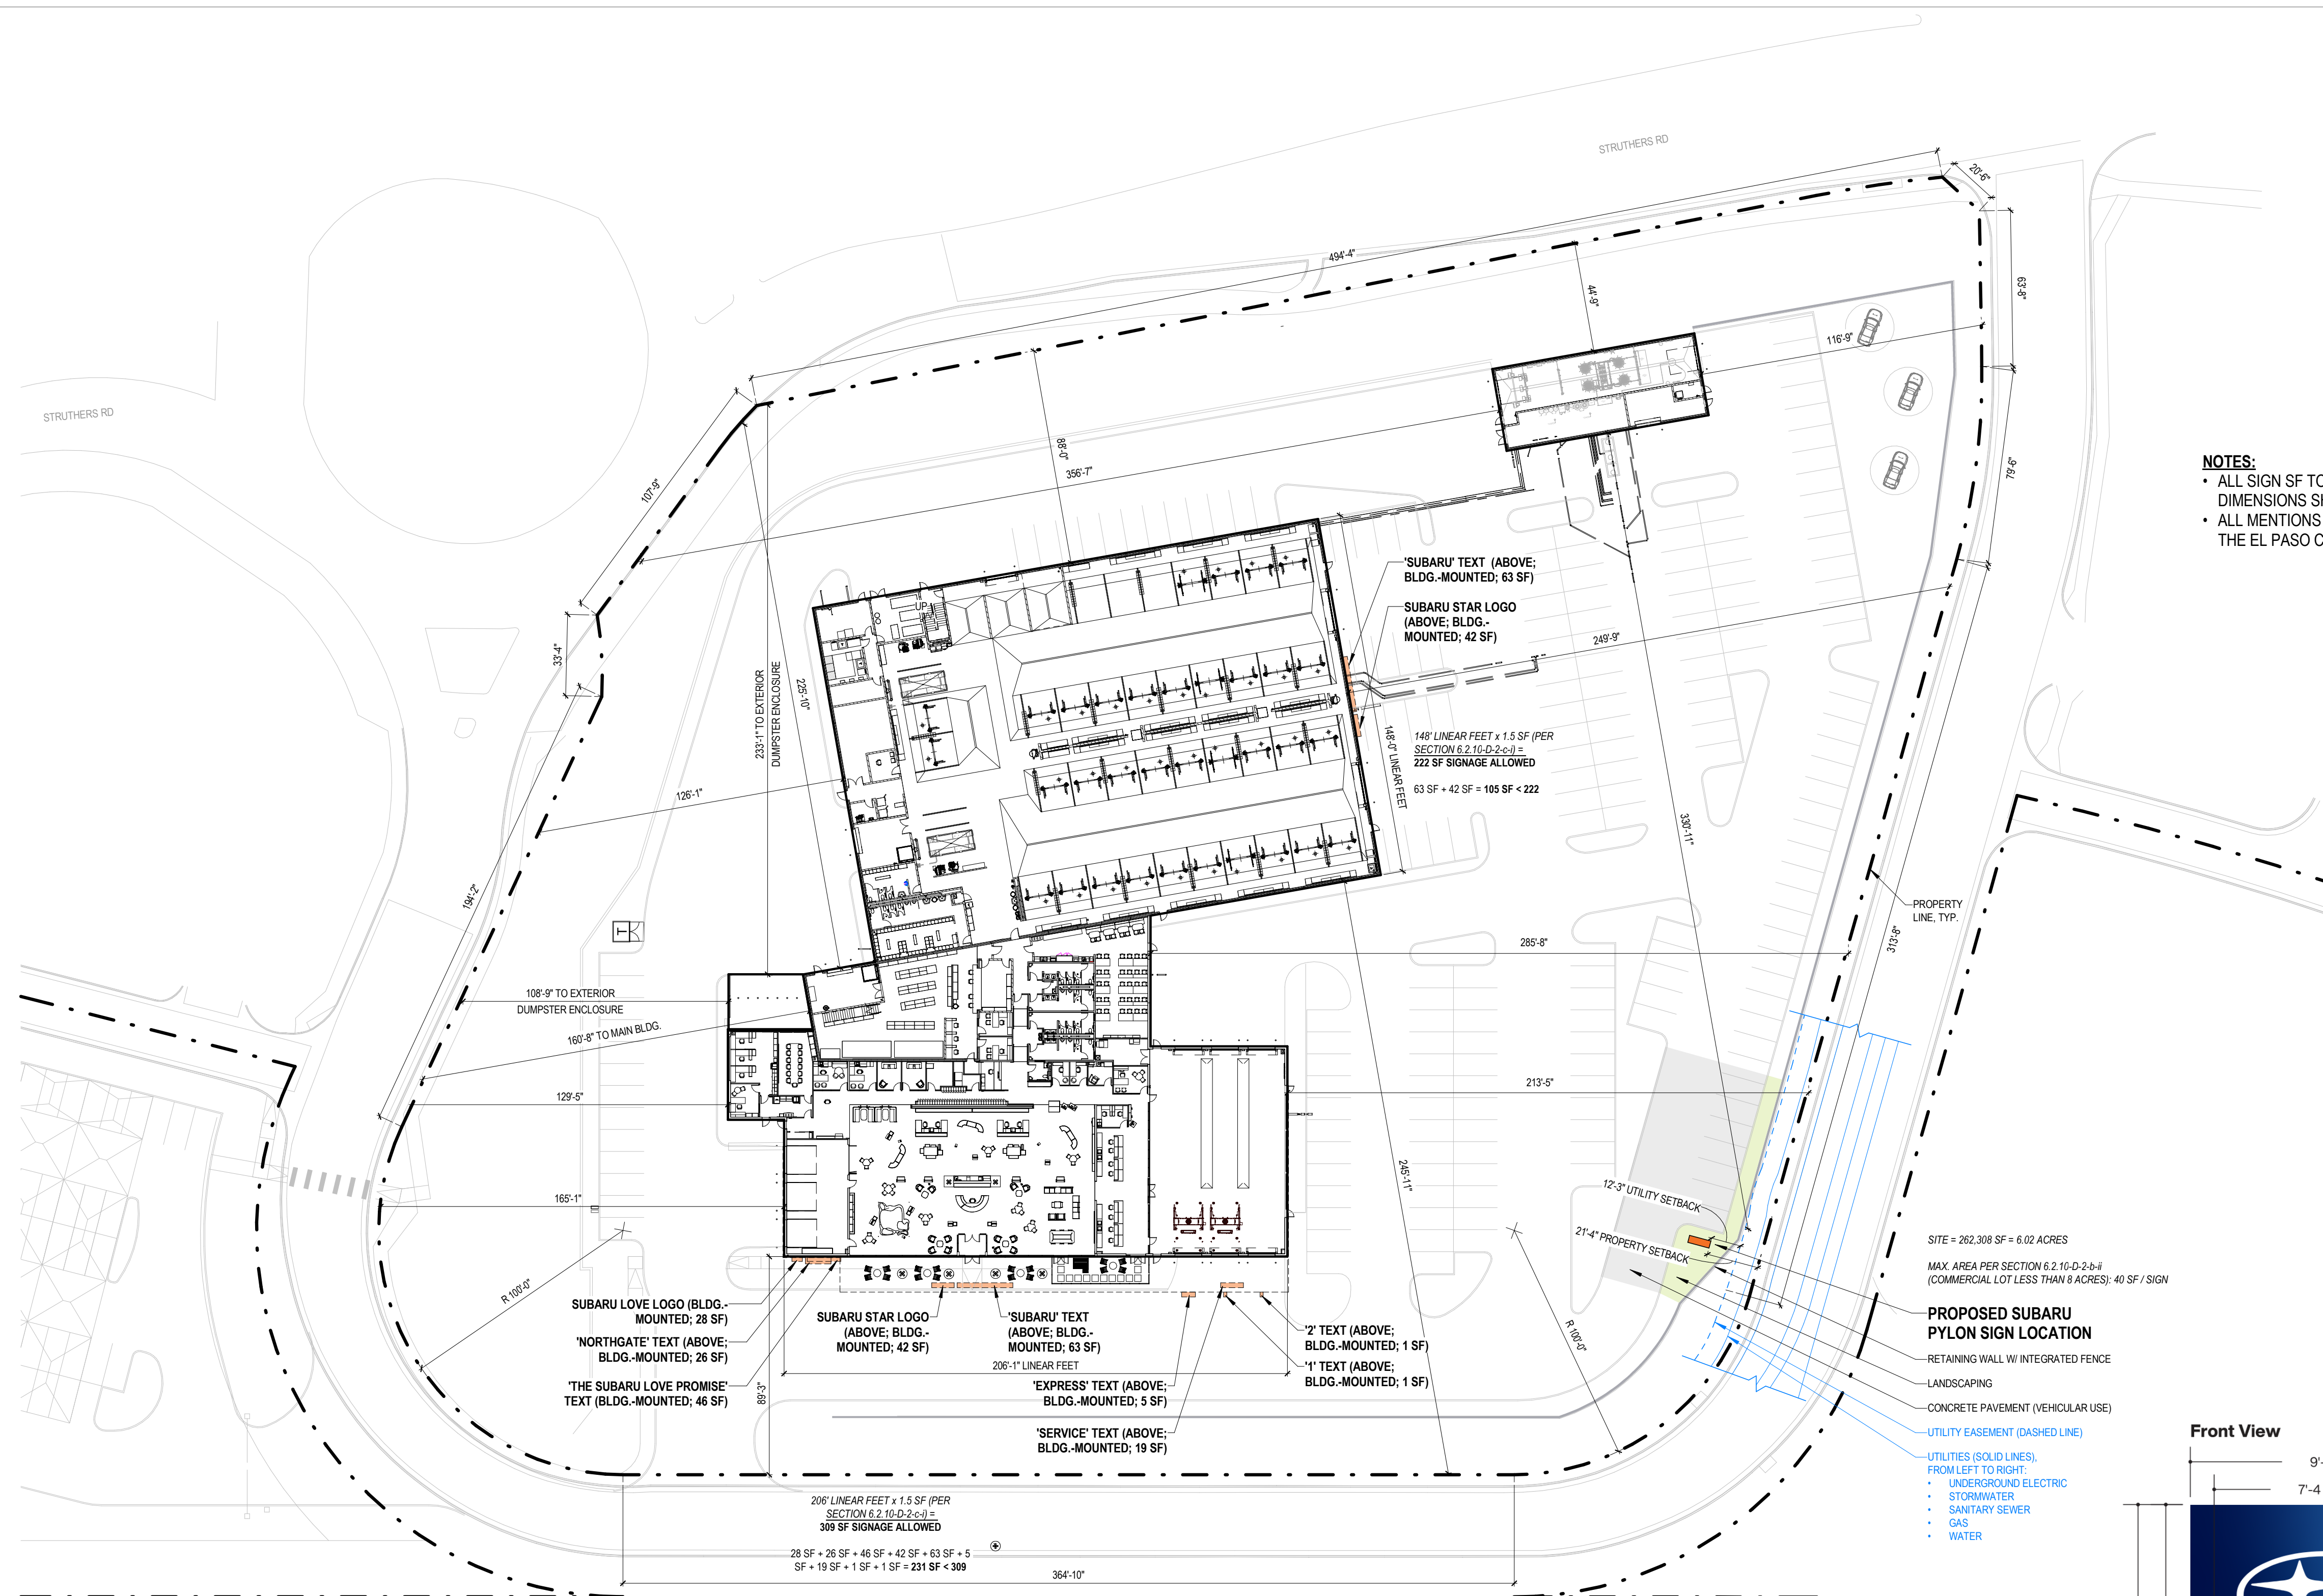 STRUTHERS RD
20'-6"
494'-4"
44'-9"
63'-8"
116'-9"
STRUTHERS RD
88'-0"
356'-7"
107'-9"
79'-6"
NOTES:
• ALL SIGN SF TO
DIMENSIONS S
• ALL MENTIONS
THE EL PASO C
'SUBARU' TEXT (ABOVE;
BLDG.-MOUNTED; 63 SF)
SUBARU STAR LOGO
(ABOVE; BLDG.-
MOUNTED; 42 SF)
UP
33'-4"
249'-9"
233'-1" TO EXTERIOR
DUMPSTER ENCLOSURE
225'-10"
148'-0" LINEAR FEET
148' LINEAR FEET x 1.5 SF (PER
SECTION 6.2.10-D-2-c-i) =
222 SF SIGNAGE ALLOWED
63 SF + 42 SF = 105 SF < 222
126'-1"
330'-11"
194'-2"
PROPERTY
LINE, TYP.
T
285'-8"
313'-8"
108'-9" TO EXTERIOR
DUMPSTER ENCLOSURE
160'-8" TO MAIN BLDG.
129'-5"
213'-5"
165'-1"
245'-11"
12'-3" UTILITY SETBACK
21'-4" PROPERTY SETBACK
SITE = 262,308 SF = 6.02 ACRES
MAX. AREA PER SECTION 6.2.10-D-2-b-ii
(COMMERCIAL LOT LESS THAN 8 ACRES): 40 SF / SIGN
R 100'-0"
R 100'-0"
SUBARU LOVE LOGO (BLDG.-
MOUNTED; 28 SF)
'NORTHGATE' TEXT (ABOVE;
BLDG.-MOUNTED; 26 SF)
'THE SUBARU LOVE PROMISE'
TEXT (BLDG.-MOUNTED; 46 SF)
SUBARU STAR LOGO
(ABOVE; BLDG.-
MOUNTED; 42 SF)
'SUBARU' TEXT
(ABOVE; BLDG.-
MOUNTED; 63 SF)
206'-1" LINEAR FEET
'2' TEXT (ABOVE;
BLDG.-MOUNTED; 1 SF)
'1' TEXT (ABOVE;
BLDG.-MOUNTED; 1 SF)
'EXPRESS' TEXT (ABOVE;
BLDG.-MOUNTED; 5 SF)
'SERVICE' TEXT (ABOVE;
BLDG.-MOUNTED; 19 SF)
89'-3"
PROPOSED SUBARU
PYLON SIGN LOCATION
RETAINING WALL W/ INTEGRATED FENCE
LANDSCAPING
CONCRETE PAVEMENT (VEHICULAR USE)
UTILITY EASEMENT (DASHED LINE)
UTILITIES (SOLID LINES),
FROM LEFT TO RIGHT:
• UNDERGROUND ELECTRIC
• STORMWATER
• SANITARY SEWER
• GAS
• WATER
Front View
9'-
7'-4
206' LINEAR FEET x 1.5 SF (PER
SECTION 6.2.10-D-2-c-i) =
309 SF SIGNAGE ALLOWED
28 SF + 26 SF + 46 SF + 42 SF + 63 SF + 5
SF + 19 SF + 1 SF + 1 SF = 231 SF < 309
364'-10"